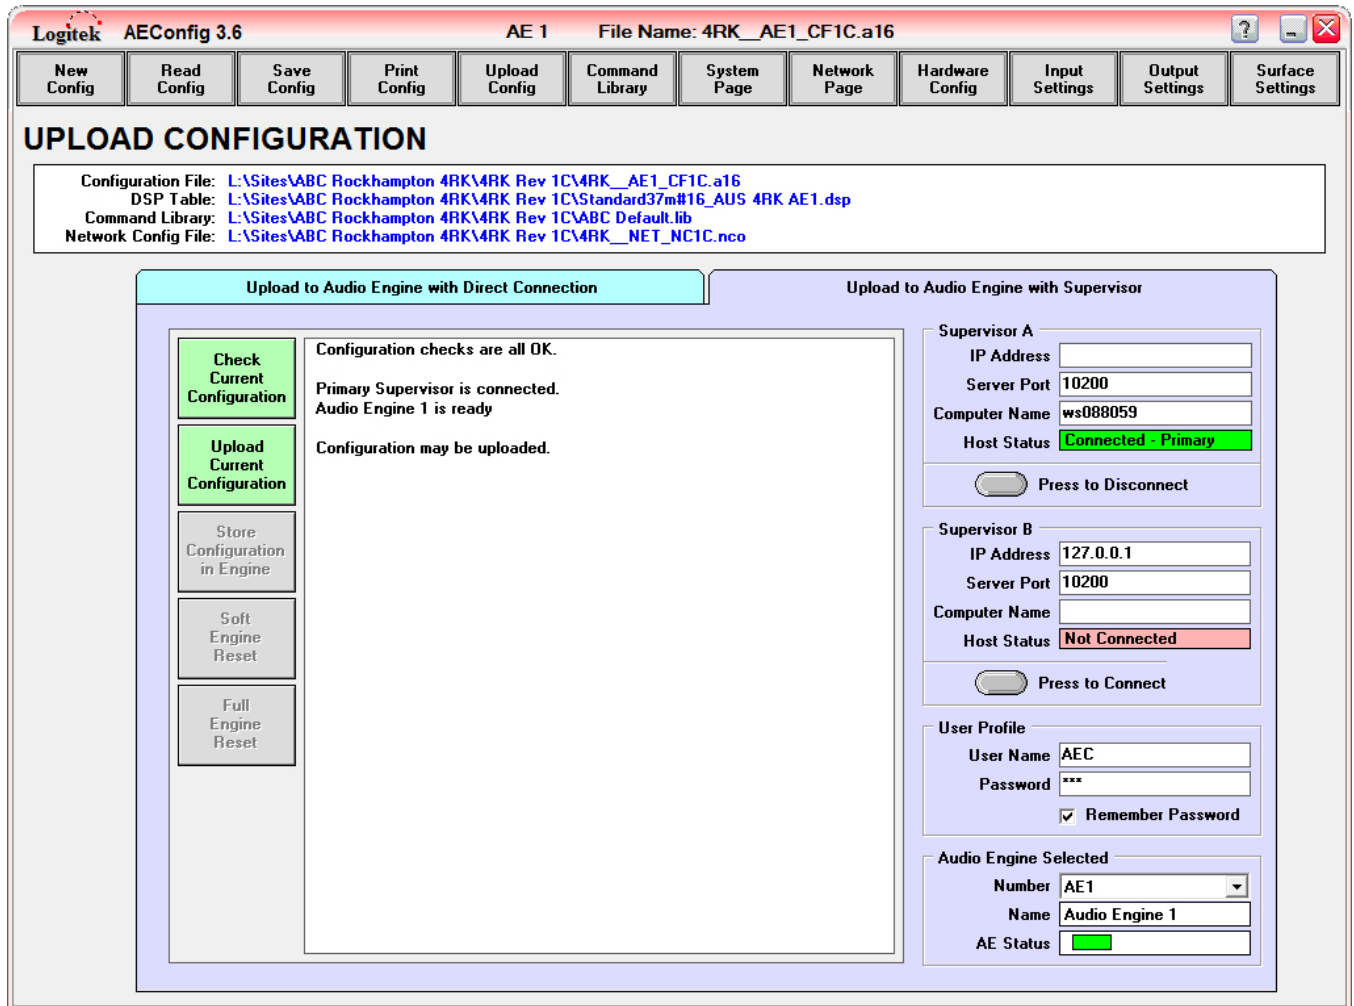 Logitek AEConfig 3.6 AE 1 File Name: 4RK__AE1_CF1C.a16 ?
New Config Read Config Save Config Print Config Upload Config Command Library System Page Network Page Hardware Config Input Settings Output Settings Surface Settings
UPLOAD CONFIGURATION
Configuration File: L:\Sites\ABC Rockhampton 4RK\4RK Rev 1C\4RK__AE1_CF1C.a16
DSP Table: L:\Sites\ABC Rockhampton 4RK\4RK Rev 1C\Standard37m#16_AUS 4RK AE1.dsp
Command Library: L:\Sites\ABC Rockhampton 4RK\4RK Rev 1C\ABC Default.lib
Network Config File: L:\Sites\ABC Rockhampton 4RK\4RK Rev 1C\4RK__NET_NC1C.nco
Upload to Audio Engine with Direct Connection
Upload to Audio Engine with Supervisor
Check
Current
Configuration
Upload
Current
Configuration
Store
Configuration
in Engine
Soft
Engine
Reset
Full
Engine
Reset
Configuration checks are all OK.
Primary Supervisor is connected.
Audio Engine 1 is ready
Configuration may be uploaded.
Supervisor A
IP Address
Server Port 10200
Computer Name ws088059
Host Status Connected - Primary
Press to Disconnect
Supervisor B
IP Address 127.0.0.1
Server Port 10200
Computer Name
Host Status Not Connected
Press to Connect
User Profile
User Name AEC
Password ***
Remember Password
Audio Engine Selected
Number AE1
Name Audio Engine 1
AE Status